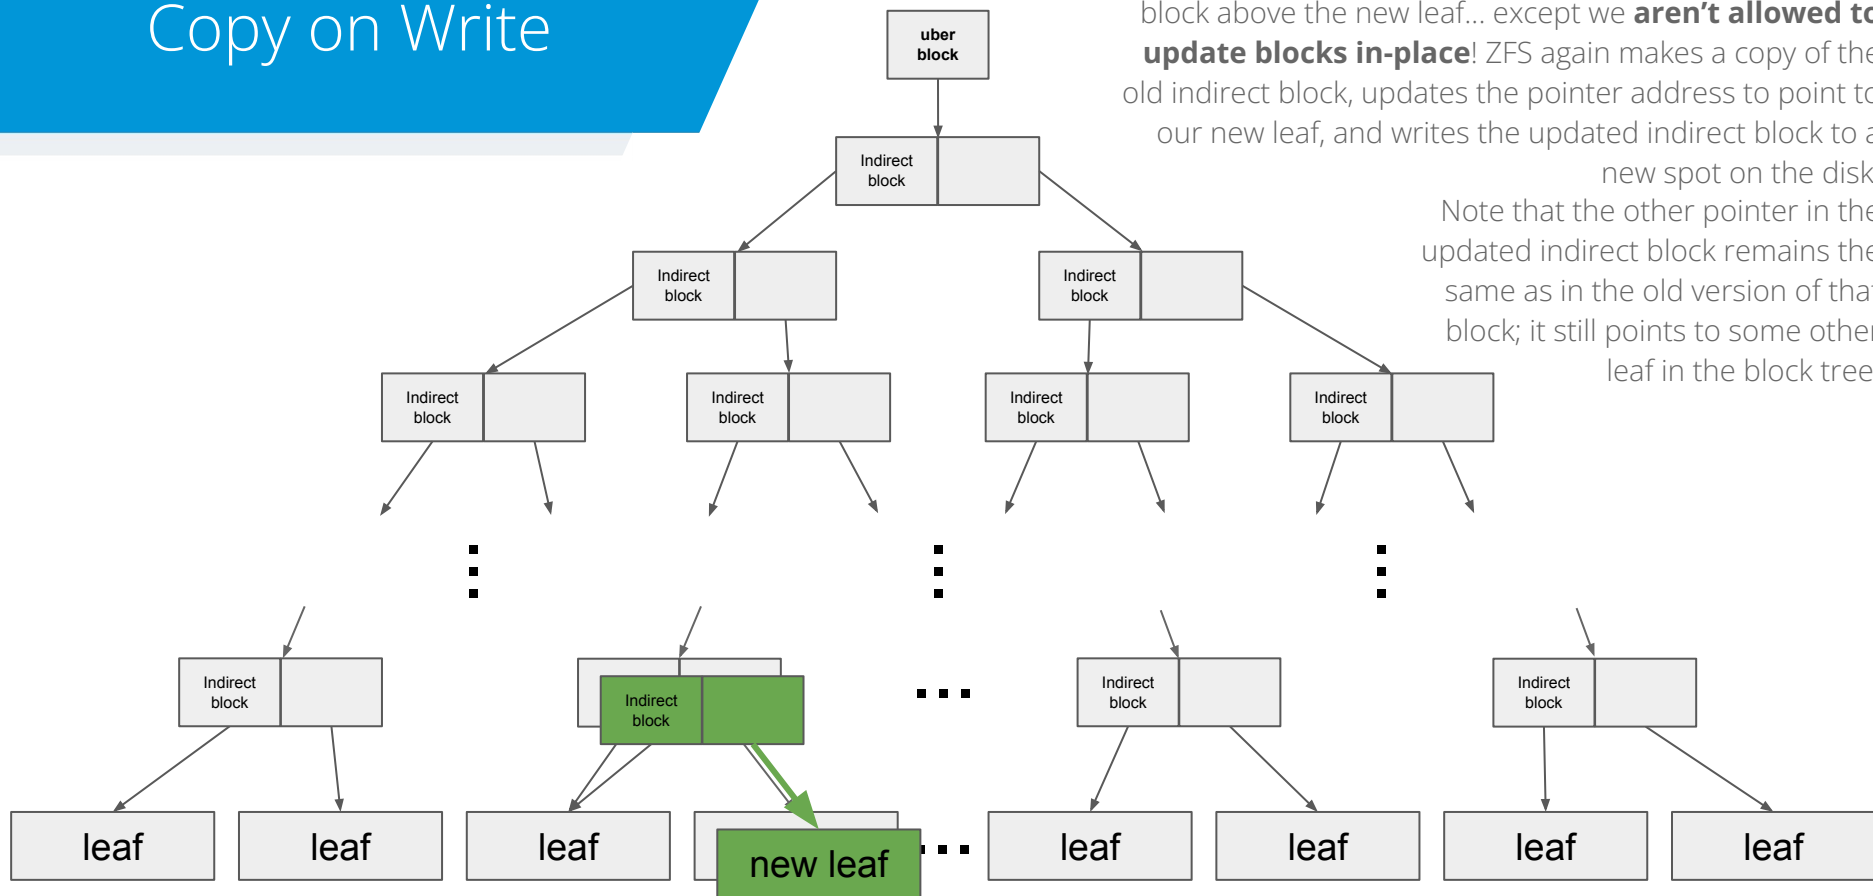 Copy on Write
block above the new leaf... except we aren't allowed to
update blocks in-place! ZFS again makes a copy of the
old indirect block, updates the pointer address to point to
our new leaf, and writes the updated indirect block to a
new spot on the disk.
Note that the other pointer in the
updated indirect block remains the
same as in the old version of that
block; it still points to some other
leaf in the block tree.
uber
block
Indirect
block
Indirect
block
Indirect
block
Indirect
block
Indirect
block
Indirect
block
Indirect
block
Indirect
block
Indirect
block
Indirect
block
Indirect
block
leaf
leaf
leaf
new leaf
leaf
leaf
leaf
leaf